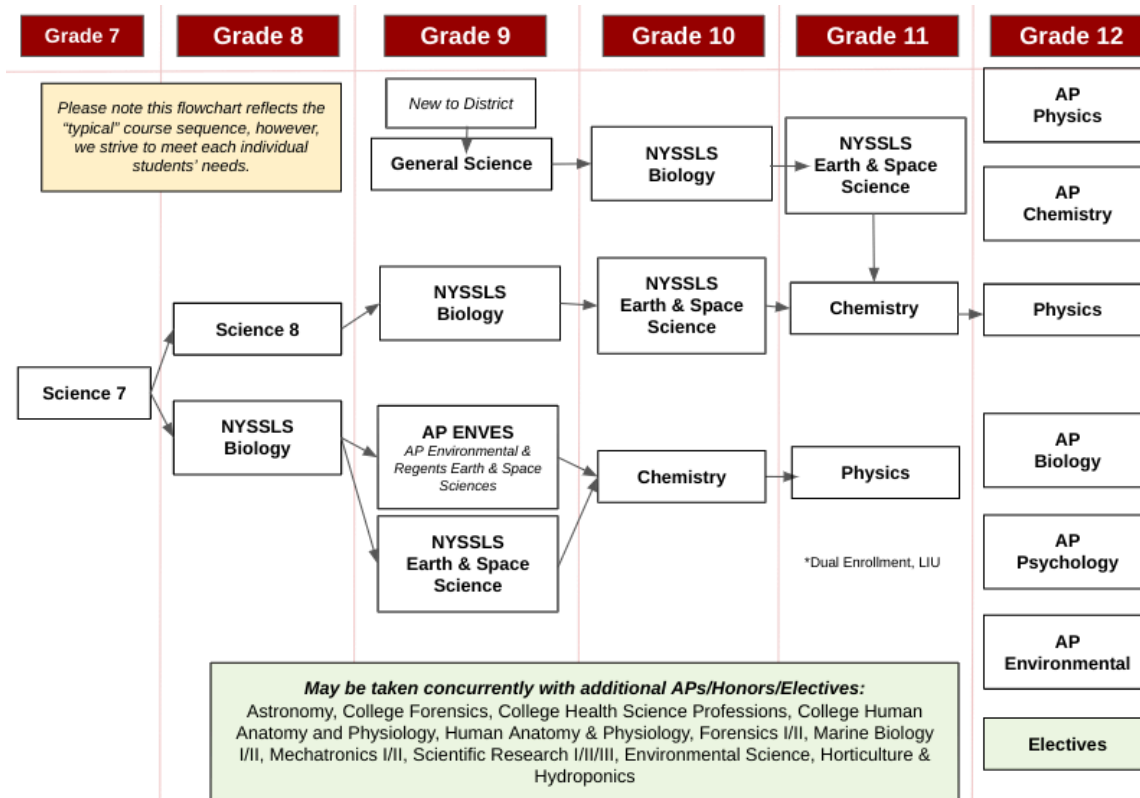 Grade 7
Grade 8
Grade 9
Grade 10
Grade 11
Grade 12
Please note this flowchart reflects the
“typical” course sequence, however,
we strive to meet each individual
students’ needs.
New to District
General Science
NYSSLS
Biology
NYSSLS
Earth & Space
Science
AP
Physics
AP
Chemistry
Science 7
Science 8
NYSSLS
Biology
NYSSLS
Earth & Space
Science
Chemistry
Physics
NYSSLS
Biology
AP ENVES
AP Environmental &
Regents Earth & Space
Sciences
NYSSLS
Earth & Space
Science
Chemistry
Physics
*Dual Enrollment, LIU
AP
Biology
AP
Psychology
AP
Environmental
Electives
May be taken concurrently with additional APs/Honors/Electives:
Astronomy, College Forensics, College Health Science Professions, College Human
Anatomy and Physiology, Human Anatomy & Physiology, Forensics I/II, Marine Biology
I/II, Mechatronics I/II, Scientific Research I/II/III, Environmental Science, Horticulture &
Hydroponics